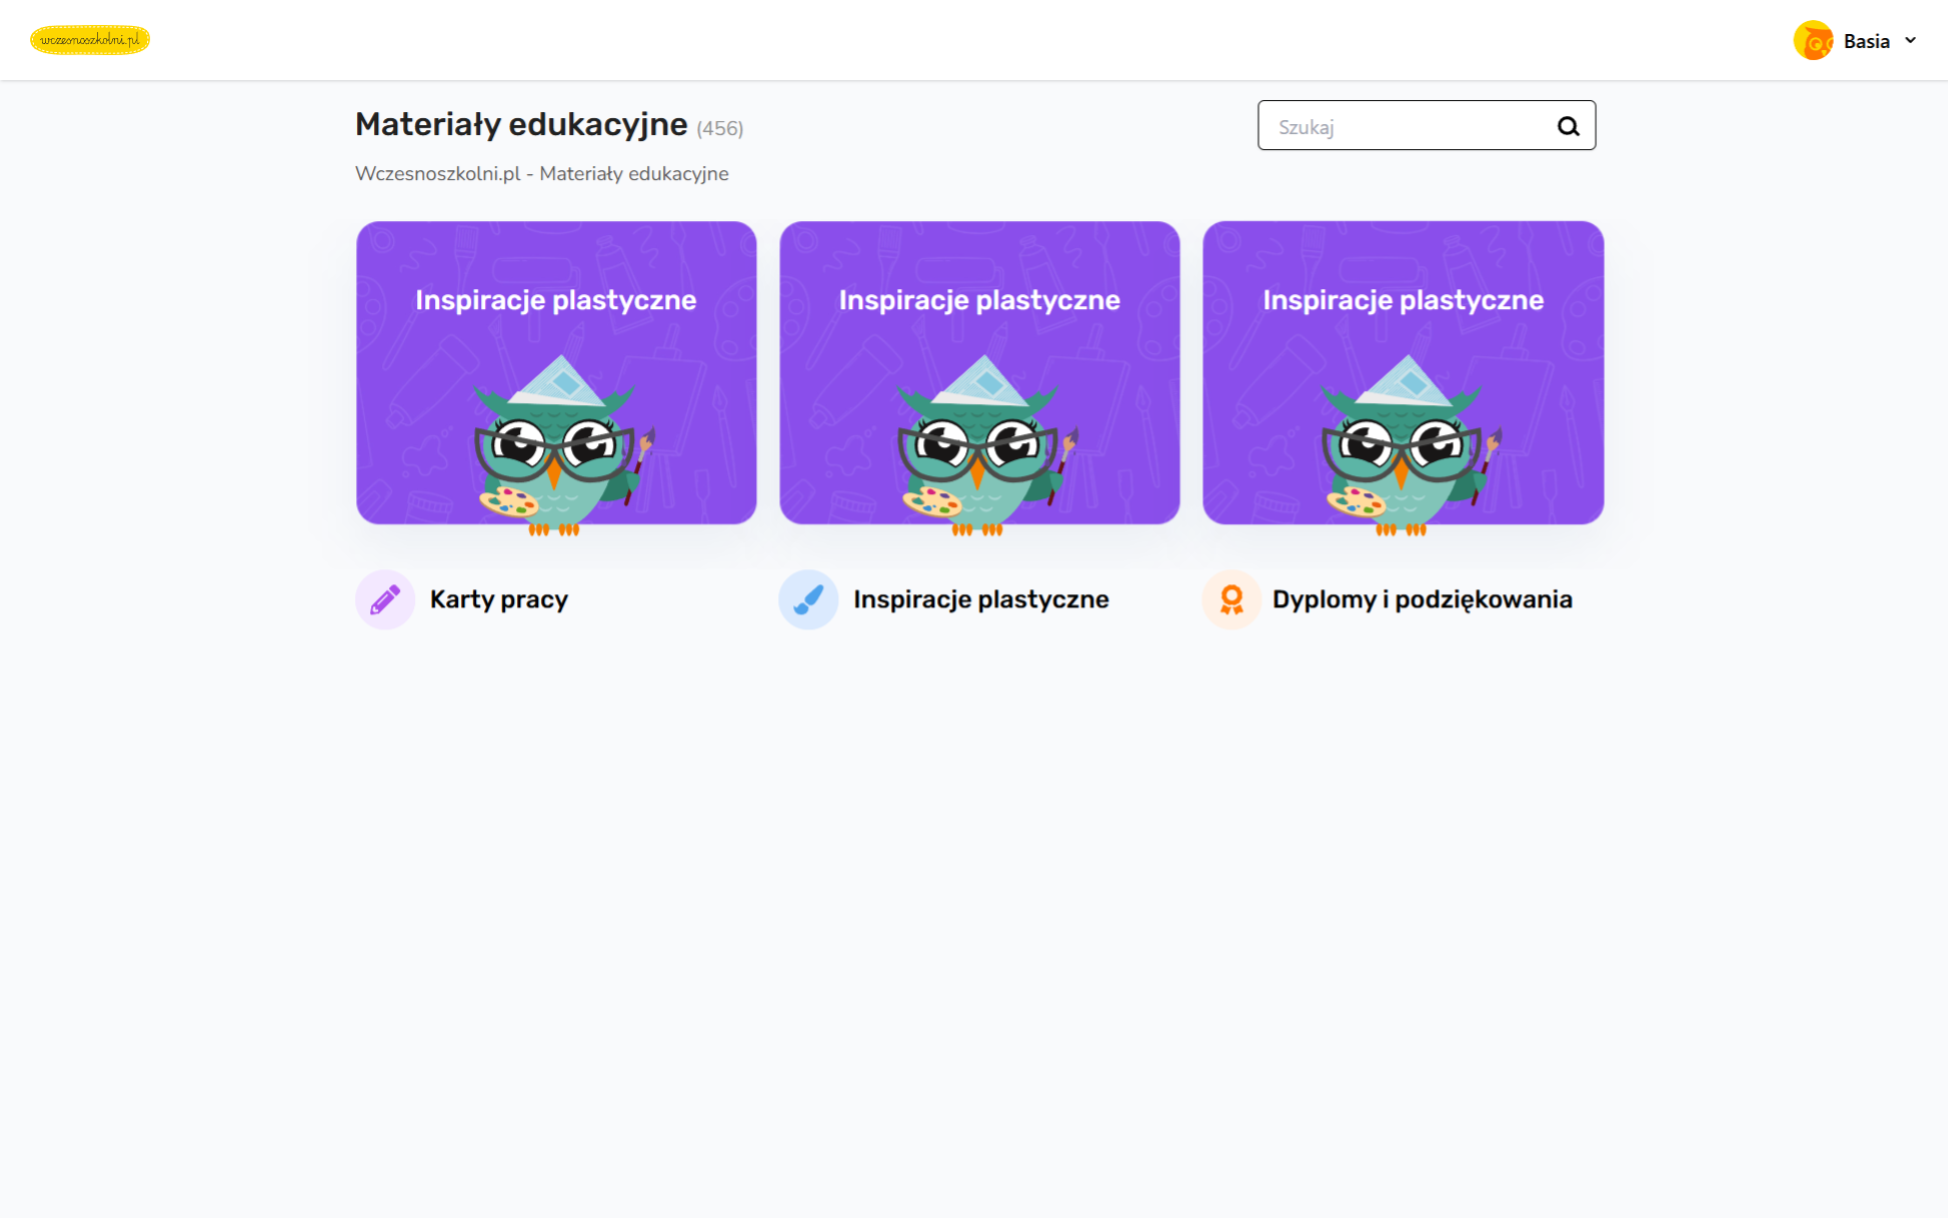 wczesnoszkolni.pl
Basia
Materiały edukacyjne (456)
Szukaj
Wczesnoszkolni.pl - Materiały edukacyjne
Inspiracje plastyczne
Inspiracje plastyczne
Inspiracje plastyczne
Karty pracy
Inspiracje plastyczne
Dyplomy i podziękowania